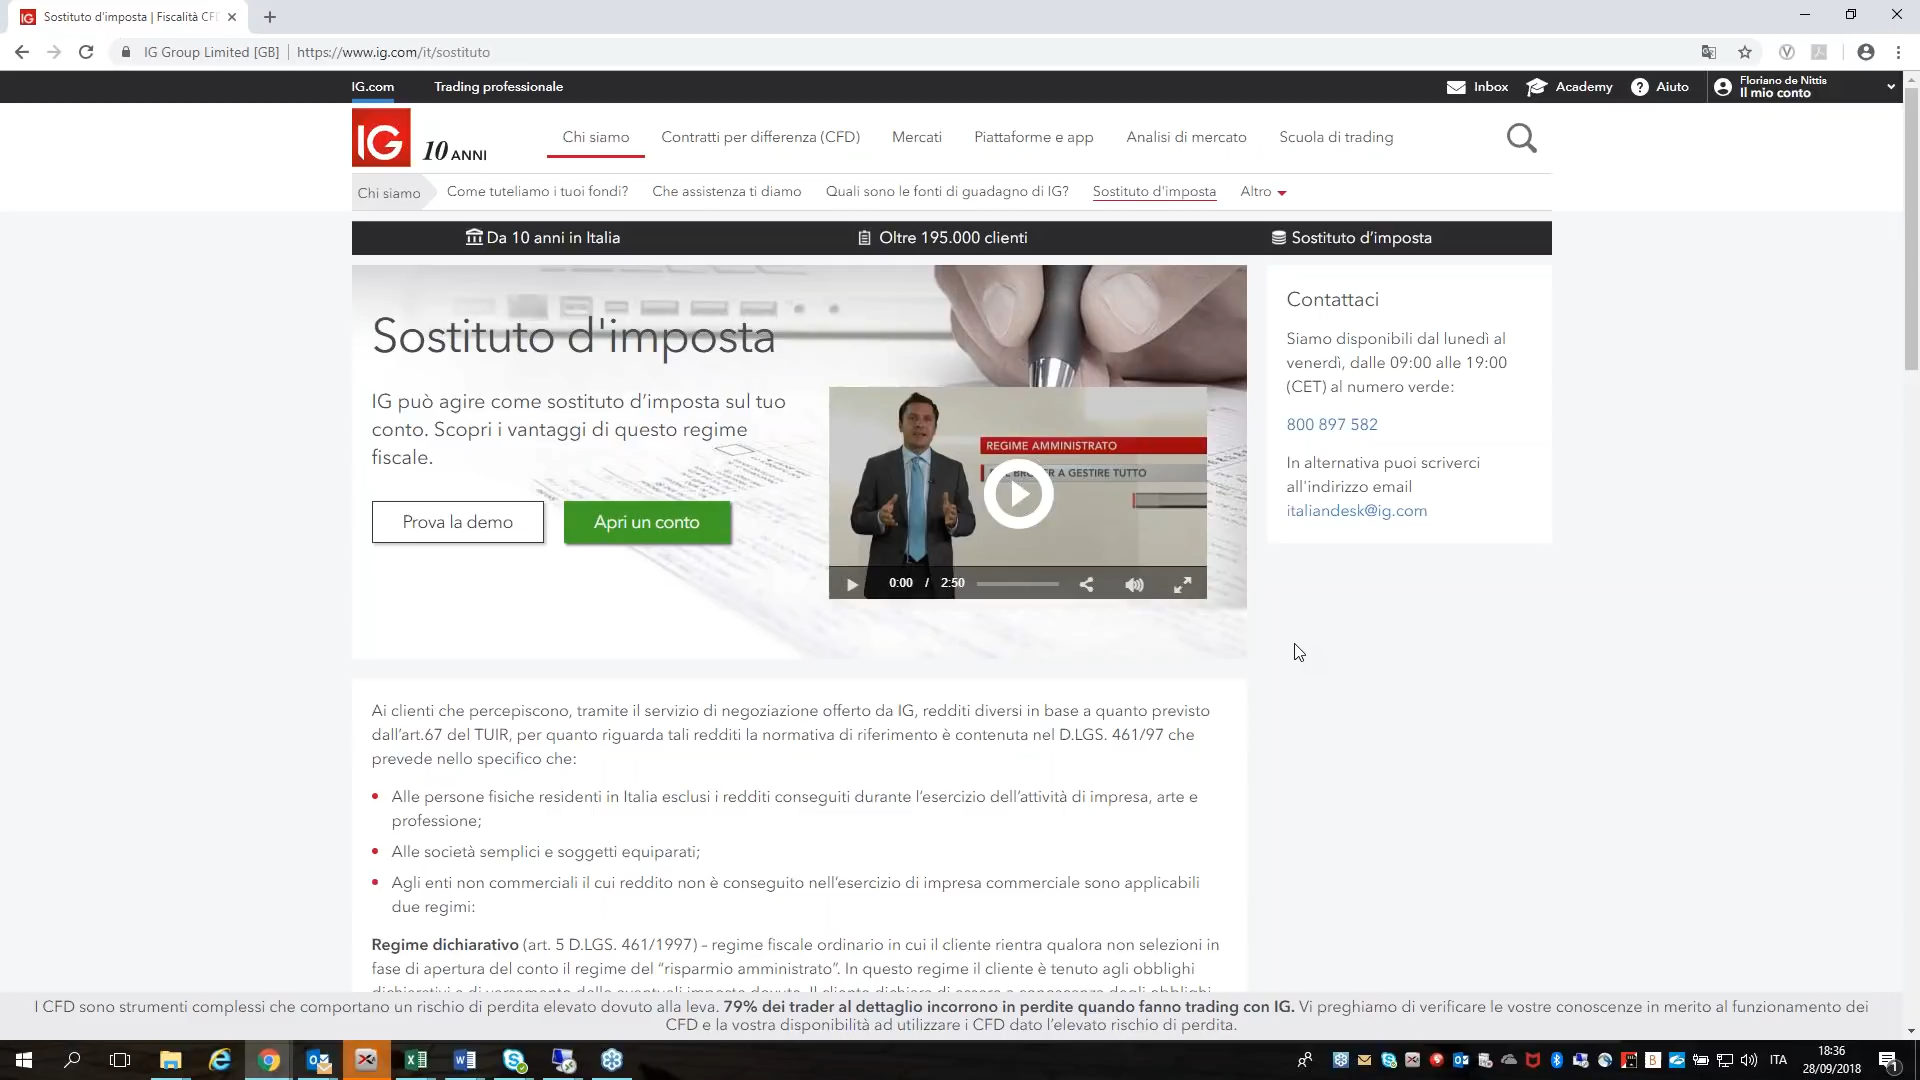 Sostituto d'imposta | Fiscalità CF
IG Group Limited [GB] | https://www.ig.com/it/sostituto
IG.com Trading professionale Inbox Academy Aiuto Floriano de Nittis
Il mio conto
IG 10 ANNI Chi siamo Contratti per differenza (CFD) Mercati Piattaforme e app Analisi di mercato Scuola di trading
Chi siamo Come tuteliamo i tuoi fondi? Che assistenza ti diamo Quali sono le fonti di guadagno di IG? Sostituto d'imposta Altro
Da 10 anni in Italia Oltre 195.000 clienti Sostituto d'imposta
Sostituto d'imposta
IG può agire come sostituto d'imposta sul tuo
conto. Scopri i vantaggi di questo regime
fiscale.
Prova la demo Apri un conto
REGIME AMMINISTRATO
A GESTIRE TUTTO
0:00 / 2:50
Contattaci
Siamo disponibili dal lunedì al
venerdì, dalle 09:00 alle 19:00
(CET) al numero verde:
800 897 582
In alternativa puoi scriverci
all'indirizzo email
italiandesk@ig.com
Ai clienti che percepiscono, tramite il servizio di negoziazione offerto da IG, redditi diversi in base a quanto previsto
dall'art.67 del TUIR, per quanto riguarda tali redditi la normativa di riferimento è contenuta nel D.LGS. 461/97 che
prevede nello specifico che:
• Alle persone fisiche residenti in Italia esclusi i redditi conseguiti durante l'esercizio dell'attività di impresa, arte e
professione;
• Alle società semplici e soggetti equiparati;
• Agli enti non commerciali il cui reddito non è conseguito nell'esercizio di impresa commerciale sono applicabili
due regimi:
Regime dichiarativo (art. 5 D.LGS. 461/1997) – regime fiscale ordinario in cui il cliente rientra qualora non selezioni in
fase di apertura del conto il regime del "risparmio amministrato". In questo regime il cliente è tenuto agli obblighi
I CFD sono strumenti complessi che comportano un rischio di perdita elevato dovuto alla leva. 79% dei trader al dettaglio incorrono in perdite quando fanno trading con IG. Vi preghiamo di verificare le vostre conoscenze in merito al funzionamento dei
CFD e la vostra disponibilità ad utilizzare i CFD dato l'elevato rischio di perdita.
ITA 18:36
28/09/2018